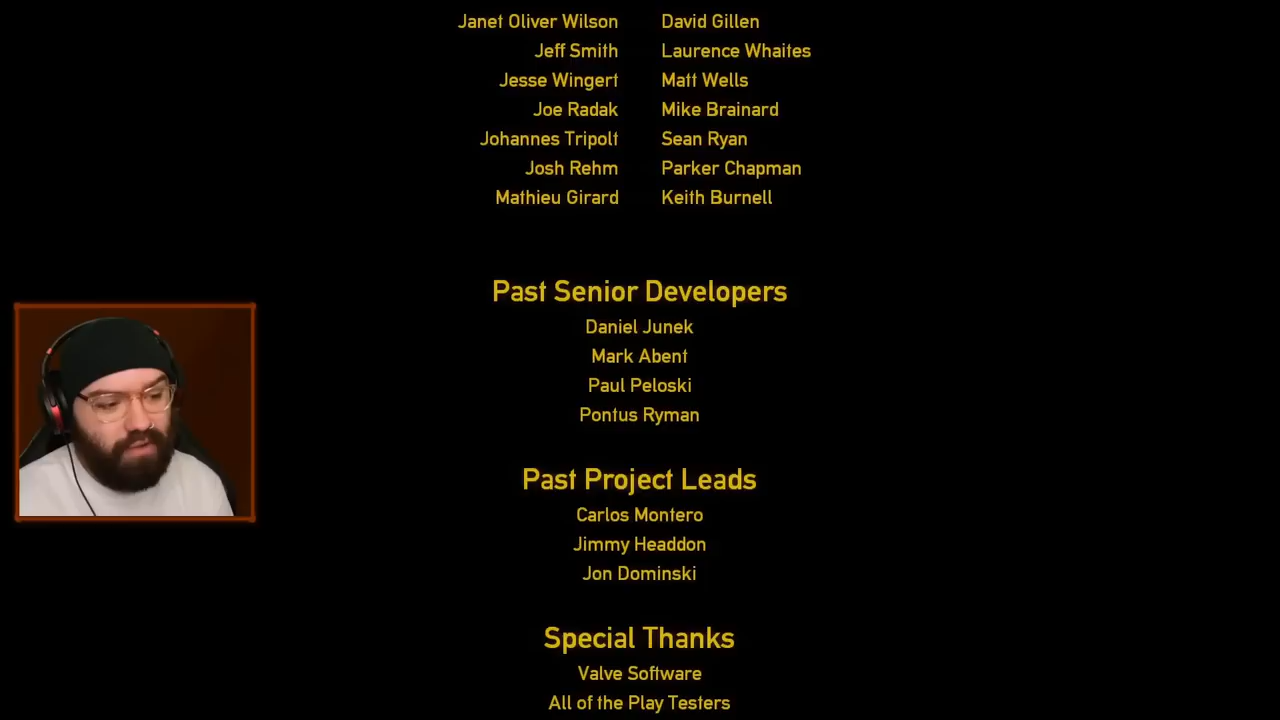 Janet Oliver Wilson David Gillen
Jeff Smith Laurence Whaites
Jesse Wingert Matt Wells
Joe Radak Mike Brainard
Johannes Tripolt Sean Ryan
Josh Rehm Parker Chapman
Mathieu Girard Keith Burnell
Past Senior Developers
Daniel Junek
Mark Abent
Paul Peloski
Pontus Ryman
Past Project Leads
Carlos Montero
Jimmy Headdon
Jon Dominski
Special Thanks
Valve Software
All of the Play Testers